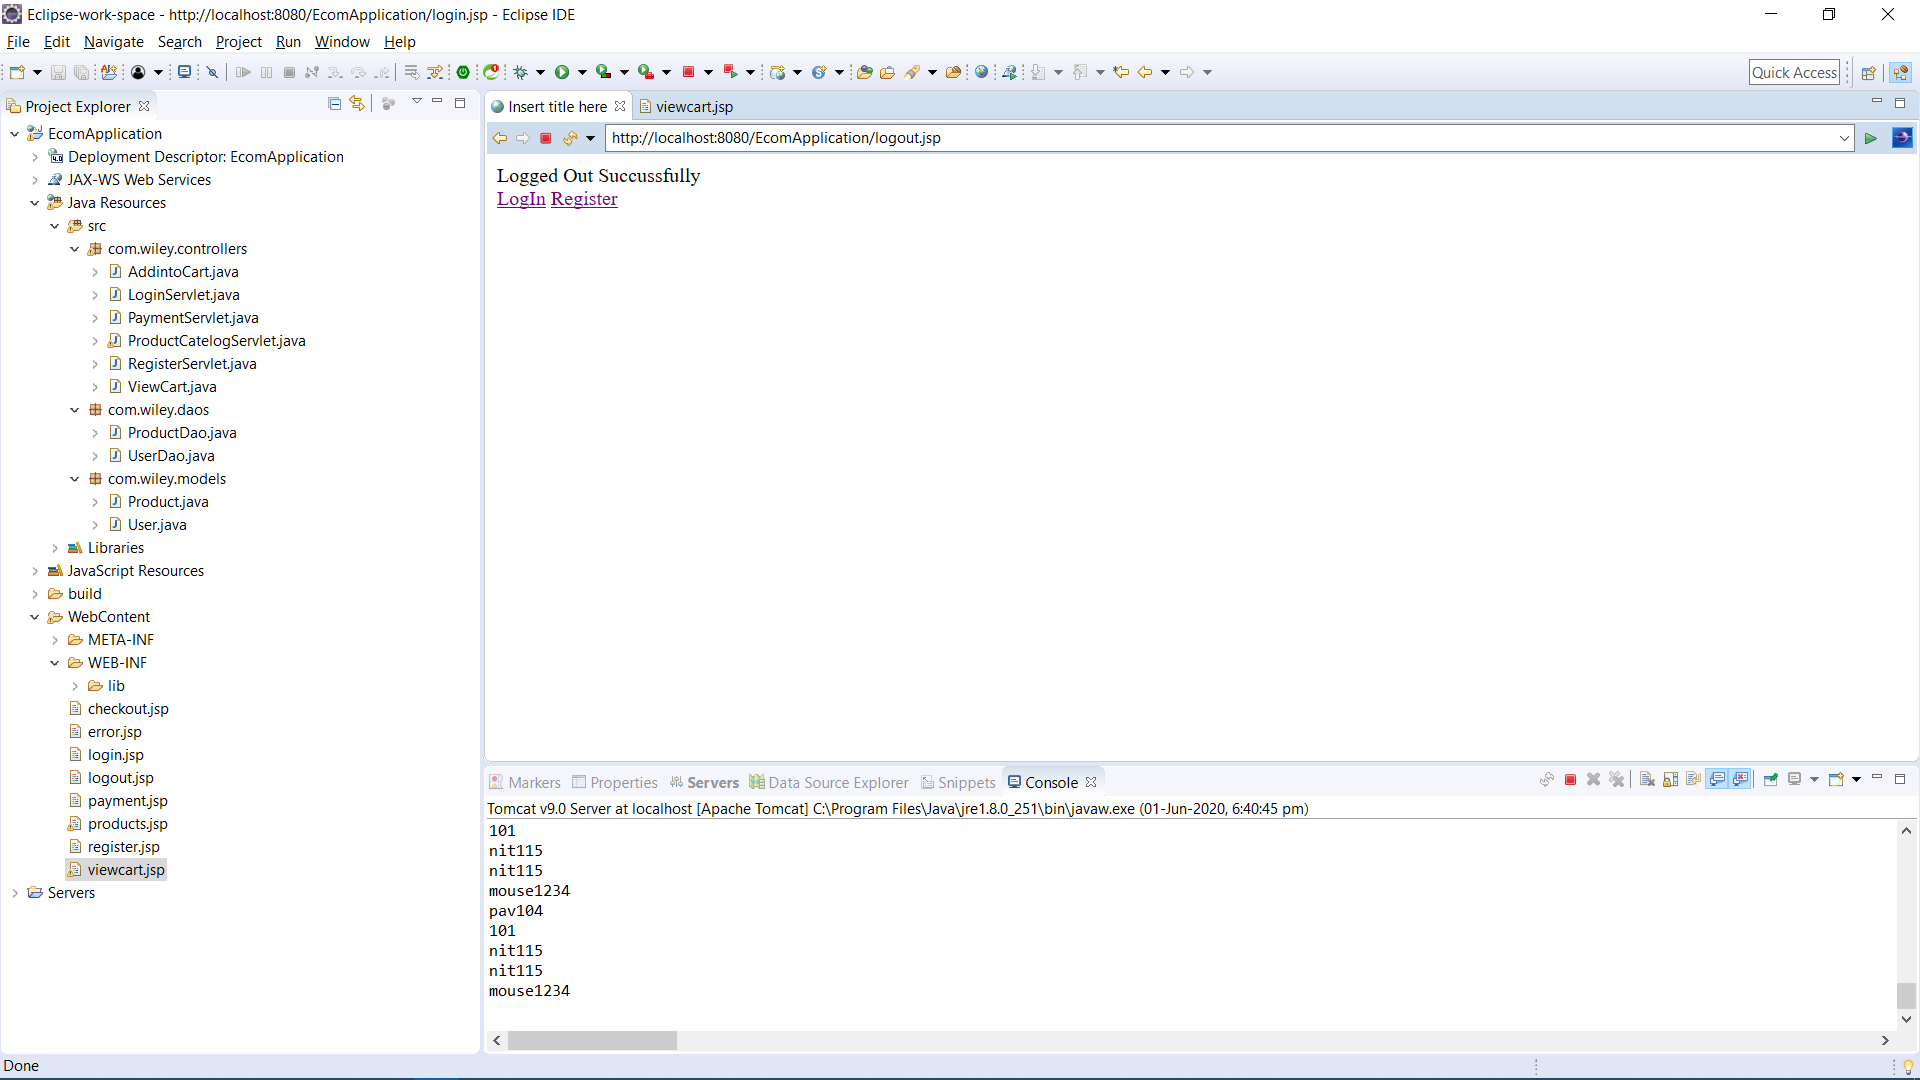 Eclipse-work-space - http://localhost:8080/EcomApplication/login.jsp - Eclipse IDE
File Edit Navigate Search Project Run Window Help
Quick Access
Project Explorer
EcomApplication
Deployment Descriptor: EcomApplication
JAX-WS Web Services
Java Resources
src
com.wiley.controllers
AddintoCart.java
LoginServlet.java
PaymentServlet.java
ProductCatelogServlet.java
RegisterServlet.java
ViewCart.java
com.wiley.daos
ProductDao.java
UserDao.java
com.wiley.models
Product.java
User.java
Libraries
JavaScript Resources
build
WebContent
META-INF
WEB-INF
lib
checkout.jsp
error.jsp
login.jsp
logout.jsp
payment.jsp
products.jsp
register.jsp
viewcart.jsp
Servers
Insert title here viewcart.jsp
http://localhost:8080/EcomApplication/logout.jsp
Logged Out Succussfully
LogIn Register
Markers Properties Servers Data Source Explorer Snippets Console
Tomcat v9.0 Server at localhost [Apache Tomcat] C:\Program Files\Java\jre1.8.0_251\bin\javaw.exe (01-Jun-2020, 6:40:45 pm)
101
nit115
nit115
mouse1234
pav104
101
nit115
nit115
mouse1234
Done